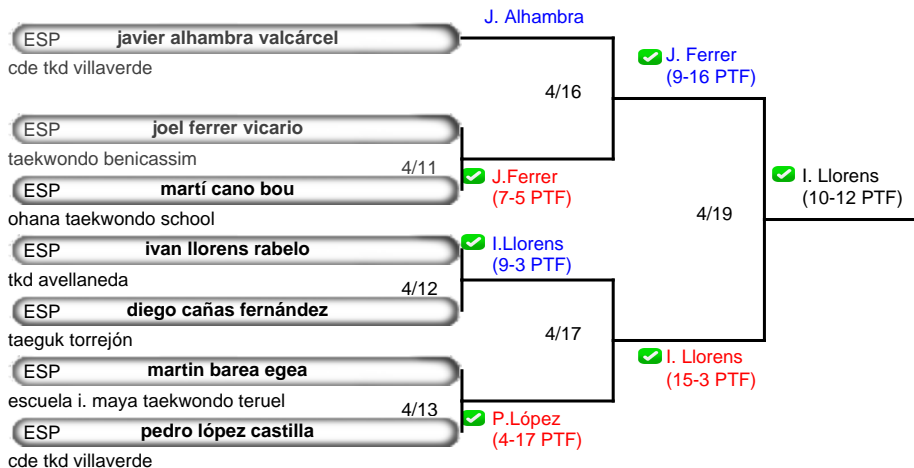 J. Alhambra
ESP javier alhambra valcárcel
cde tkd villaverde
J. Ferrer
(9-16 PTF)
4/16
ESP joel ferrer vicario
taekwondo benicassim
4/11
J.Ferrer
(7-5 PTF)
ESP martí cano bou
ohana taekwondo school
I. Llorens
(10-12 PTF)
4/19
ESP ivan llorens rabelo
tkd avellaneda
I.Llorens
(9-3 PTF)
4/12
ESP diego cañas fernández
taeguk torrejón
4/17
I. Llorens
(15-3 PTF)
ESP martin barea egea
escuela i. maya taekwondo teruel
4/13
P.López
(4-17 PTF)
ESP pedro lópez castilla
cde tkd villaverde